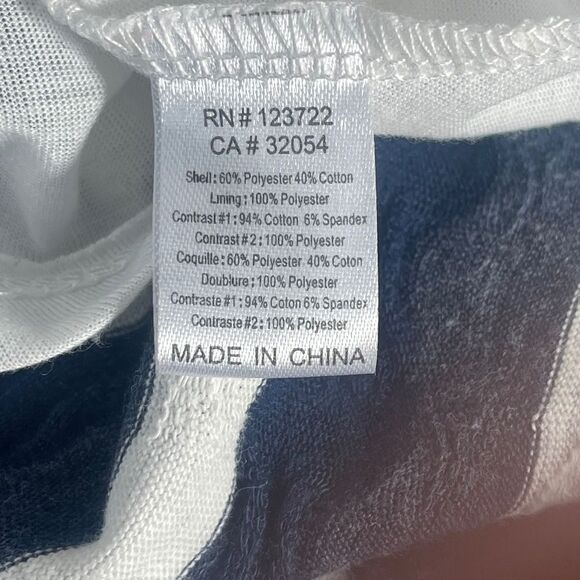 RN# 123722
CA # 32054
Shell:60% Polyester 40% Cotton
Lining:100% Polyester
Contrast#1:94% Cotton 6% Spandex
Contrast #2:100% Polyester
Coquille:60% Polyester 40% Coton
Doublure:100% Polyester
Contraste #1:94% Coton 6% Spandex
Contraste #2:100% Polyester
MADE IN CHINA